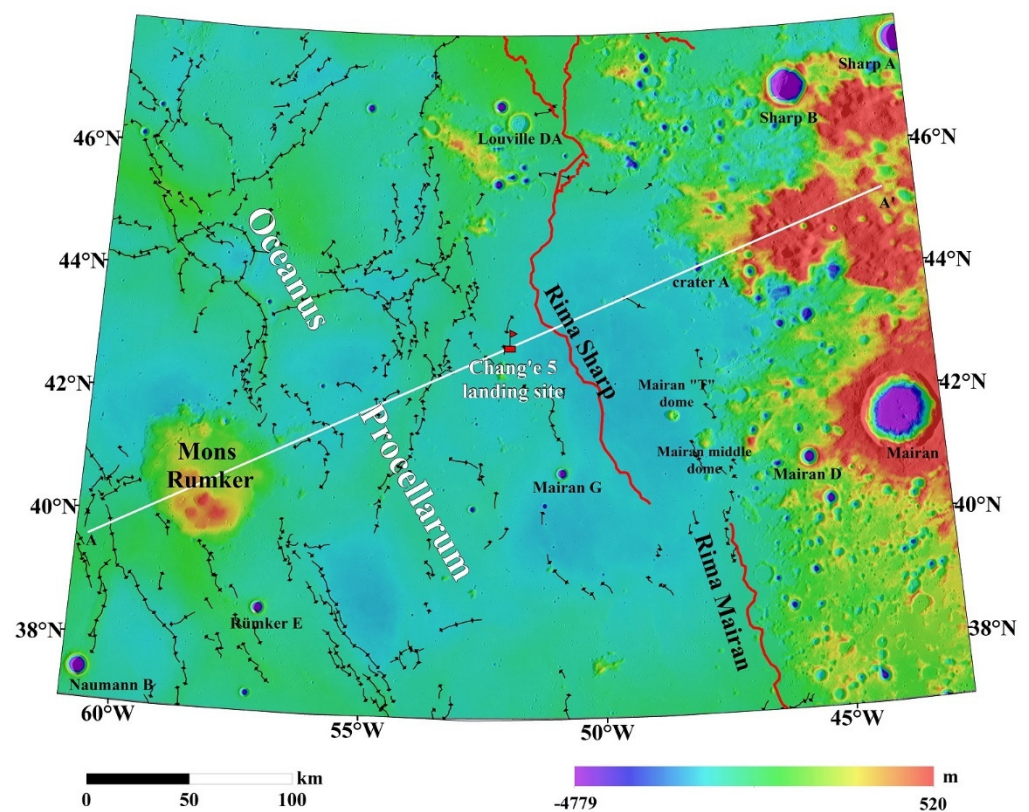 Sharp A
Sharp B
46°N
46°N
Louville DA
A'
Oceanus
44°N
44°N
crater A
Rima Sharp
Chang'e 5
landing site
42°N
42°N
Mairan "T"
dome
Procellarum
Mons
Rumker
Mairan middle
dome
Mairan D
Mairan
Mairan G
40°N
40°N
A
Rima Mairan
Rümker E
38°N
38°N
Naumann B
60°W
55°W
50°W
45°W
km
0
50
100
m
-4779
520